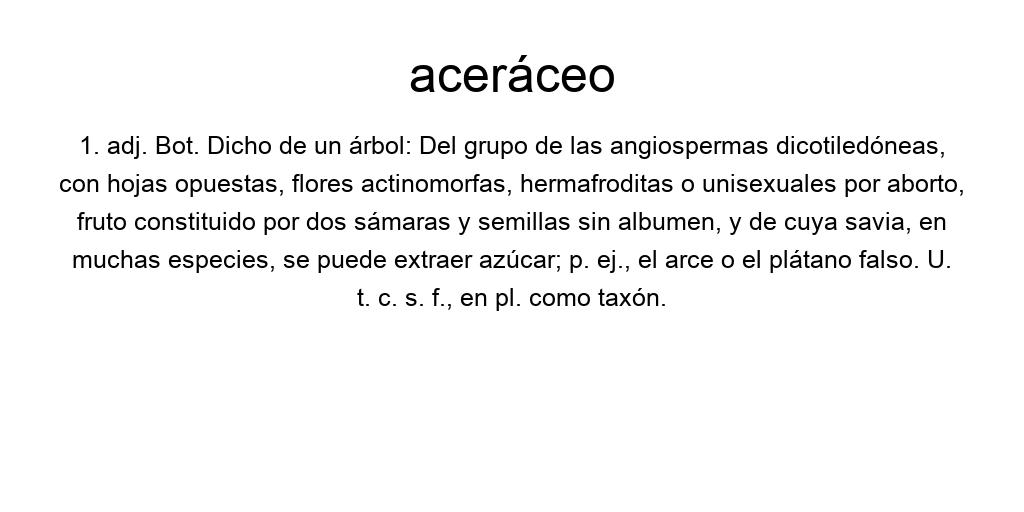 aceráceo
1. adj. Bot. Dicho de un árbol: Del grupo de las angiospermas dicotiledóneas,
con hojas opuestas, flores actinomorfas, hermafroditas o unisexuales por aborto,
fruto constituido por dos sámaras y semillas sin albumen, y de cuya savia, en
muchas especies, se puede extraer azúcar; p. ej., el arce o el plátano falso. U.
t. c. s. f., en pl. como taxón.